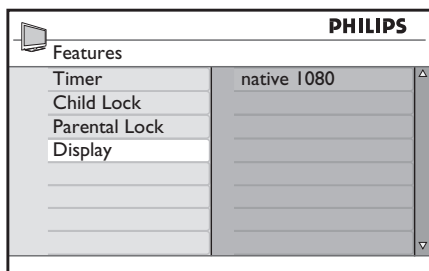 PHILIPS
Features
Timer native 1080
Child Lock
Parental Lock
Display